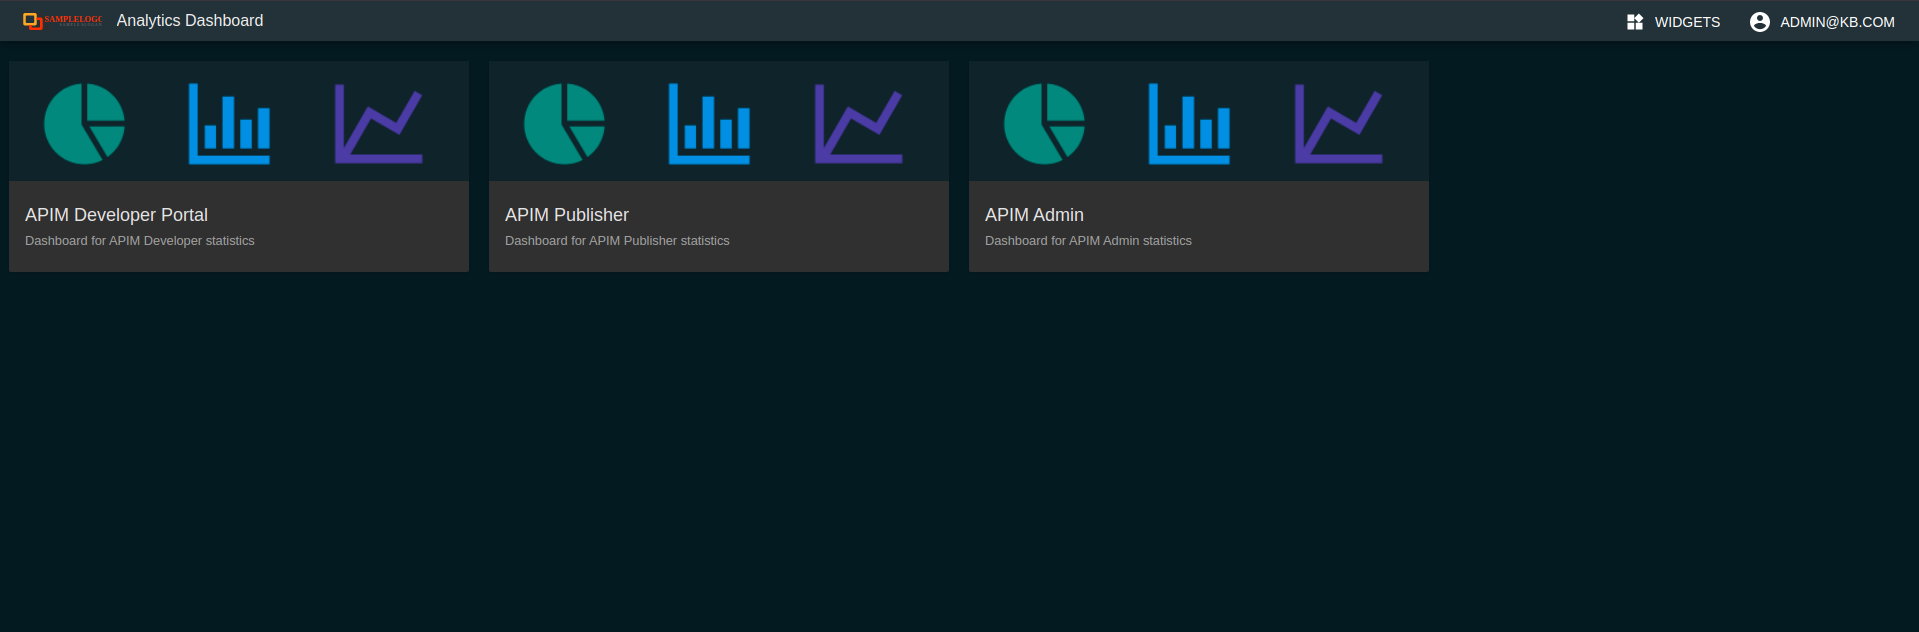 SAMPLELOGO
Analytics Dashboard
WIDGETS
ADMIN@KB.COM
APIM Developer Portal
Dashboard for APIM Developer statistics
APIM Publisher
Dashboard for APIM Publisher statistics
APIM Admin
Dashboard for APIM Admin statistics